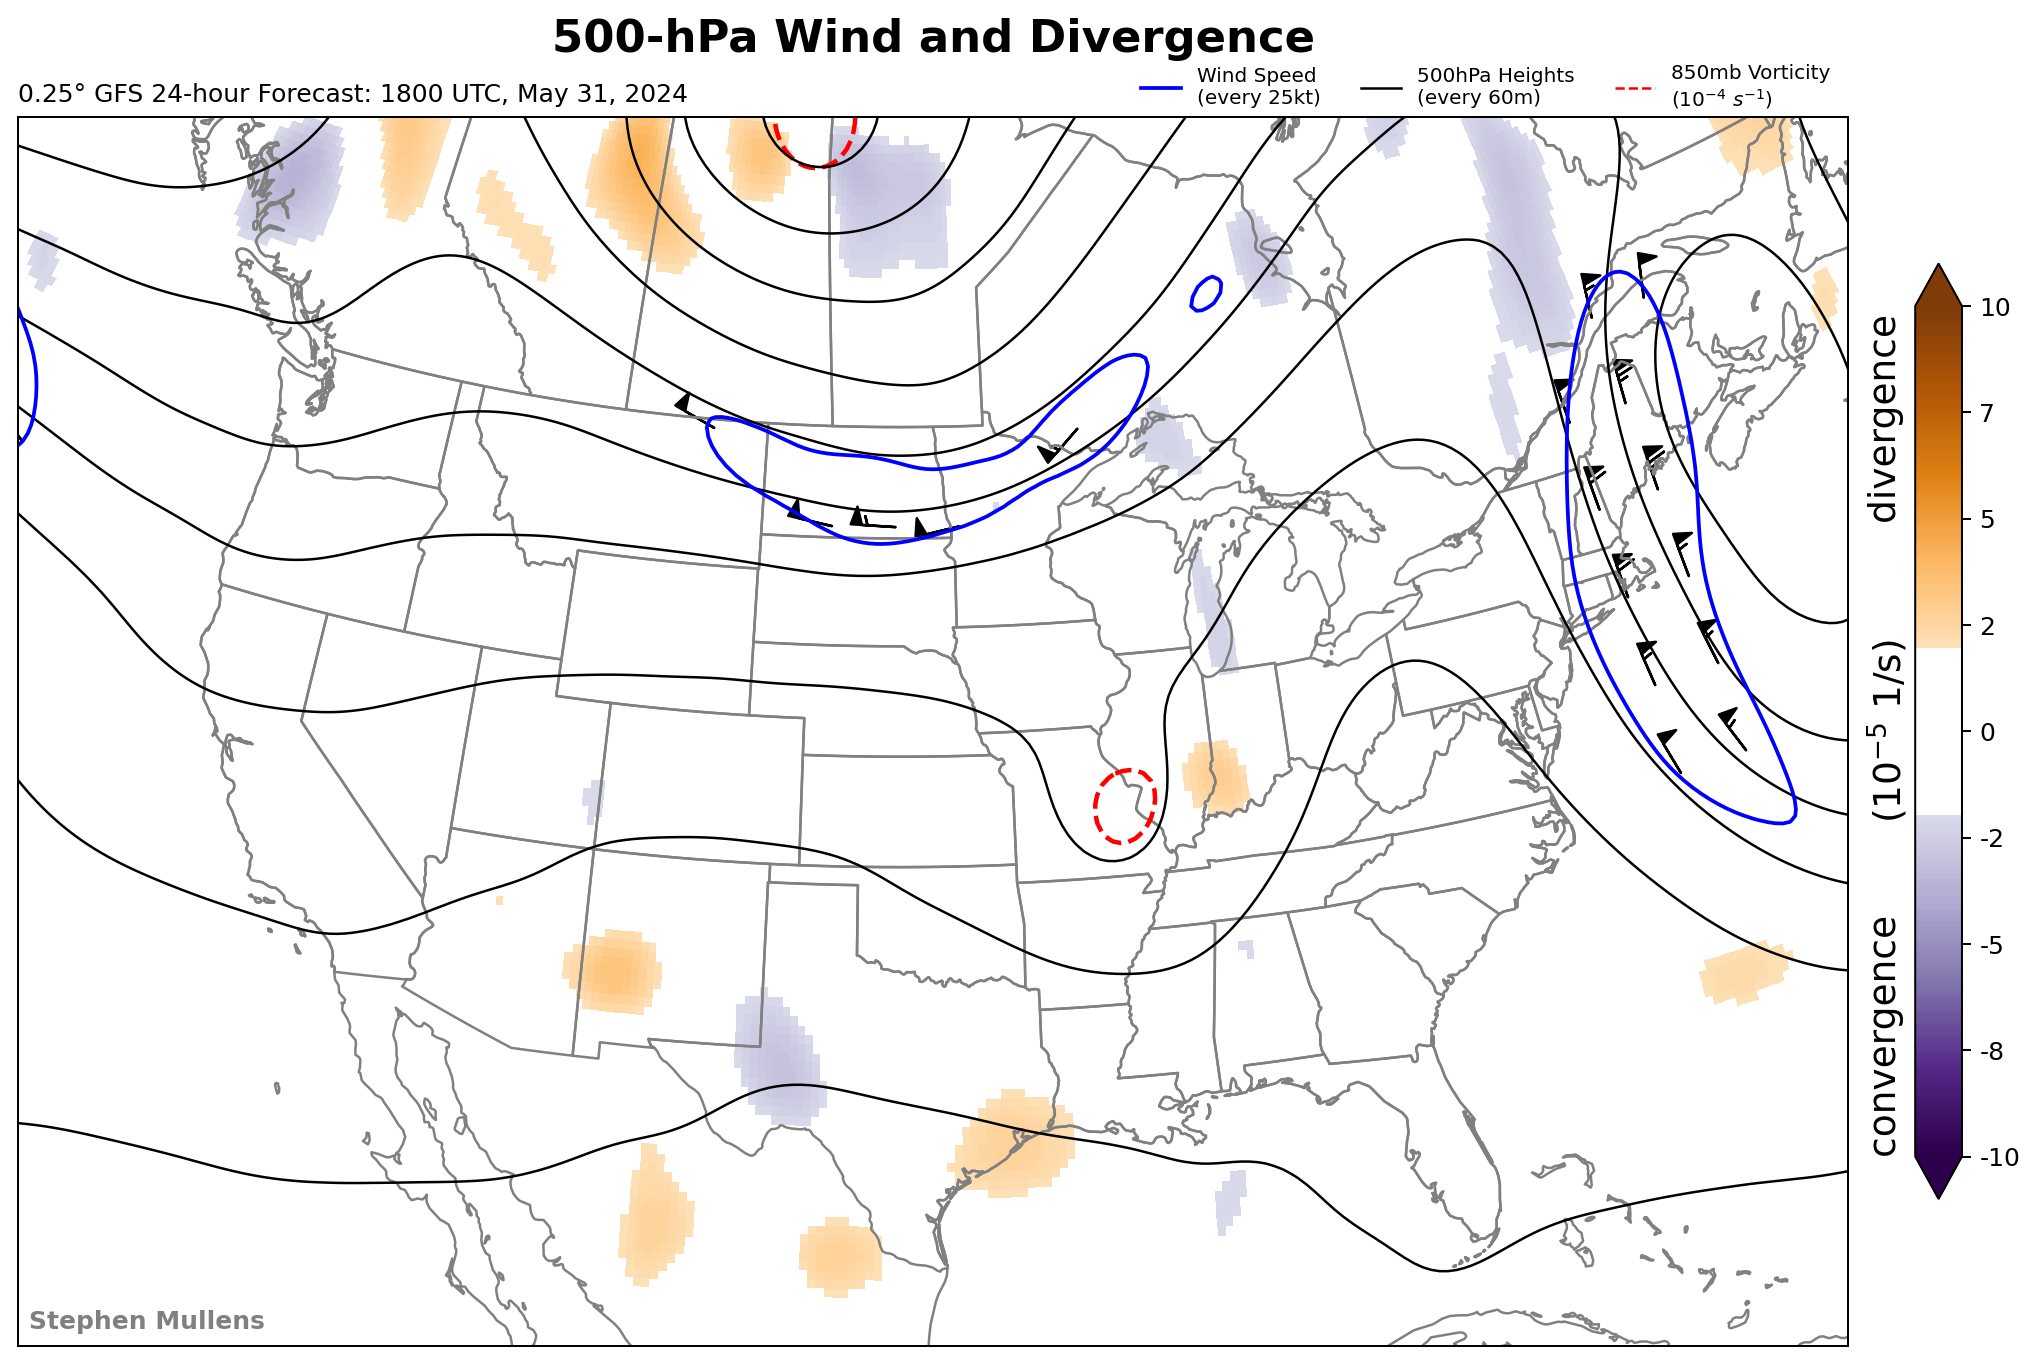 500-hPa Wind and Divergence
0.25° GFS 24-hour Forecast: 1800 UTC, May 31, 2024
Wind Speed
(every 25kt)
500hPa Heights
(every 60m)
850mb Vorticity
(10⁻⁴ s⁻¹)
10
7
5
2
0
-2
-5
-8
-10
convergence (10⁻⁵ 1/s) divergence
Stephen Mullens